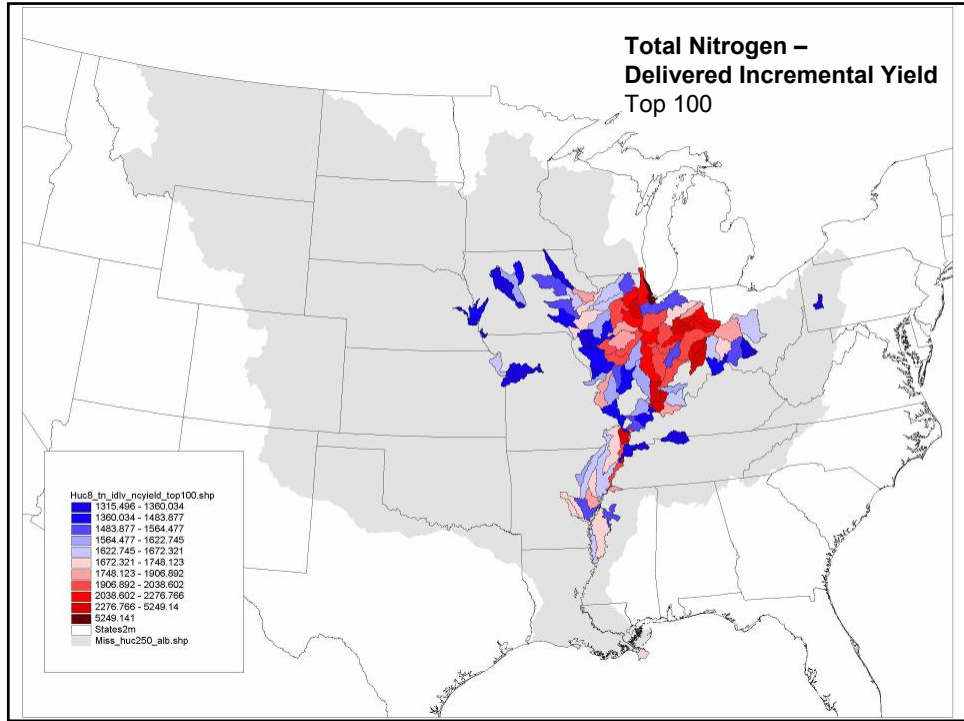 Total Nitrogen –
Delivered Incremental Yield
Top 100
Huc8_tn_idlv_ncyield_top100.shp
1315.496 - 1360.034
1360.034 - 1483.877
1483.877 - 1564.477
1564.477 - 1622.745
1622.745 - 1672.321
1672.321 - 1748.123
1748.123 - 1906.892
1906.892 - 2038.602
2038.602 - 2276.766
2276.766 - 5249.14
5249.141
States2m
Miss_huc250_alb.shp